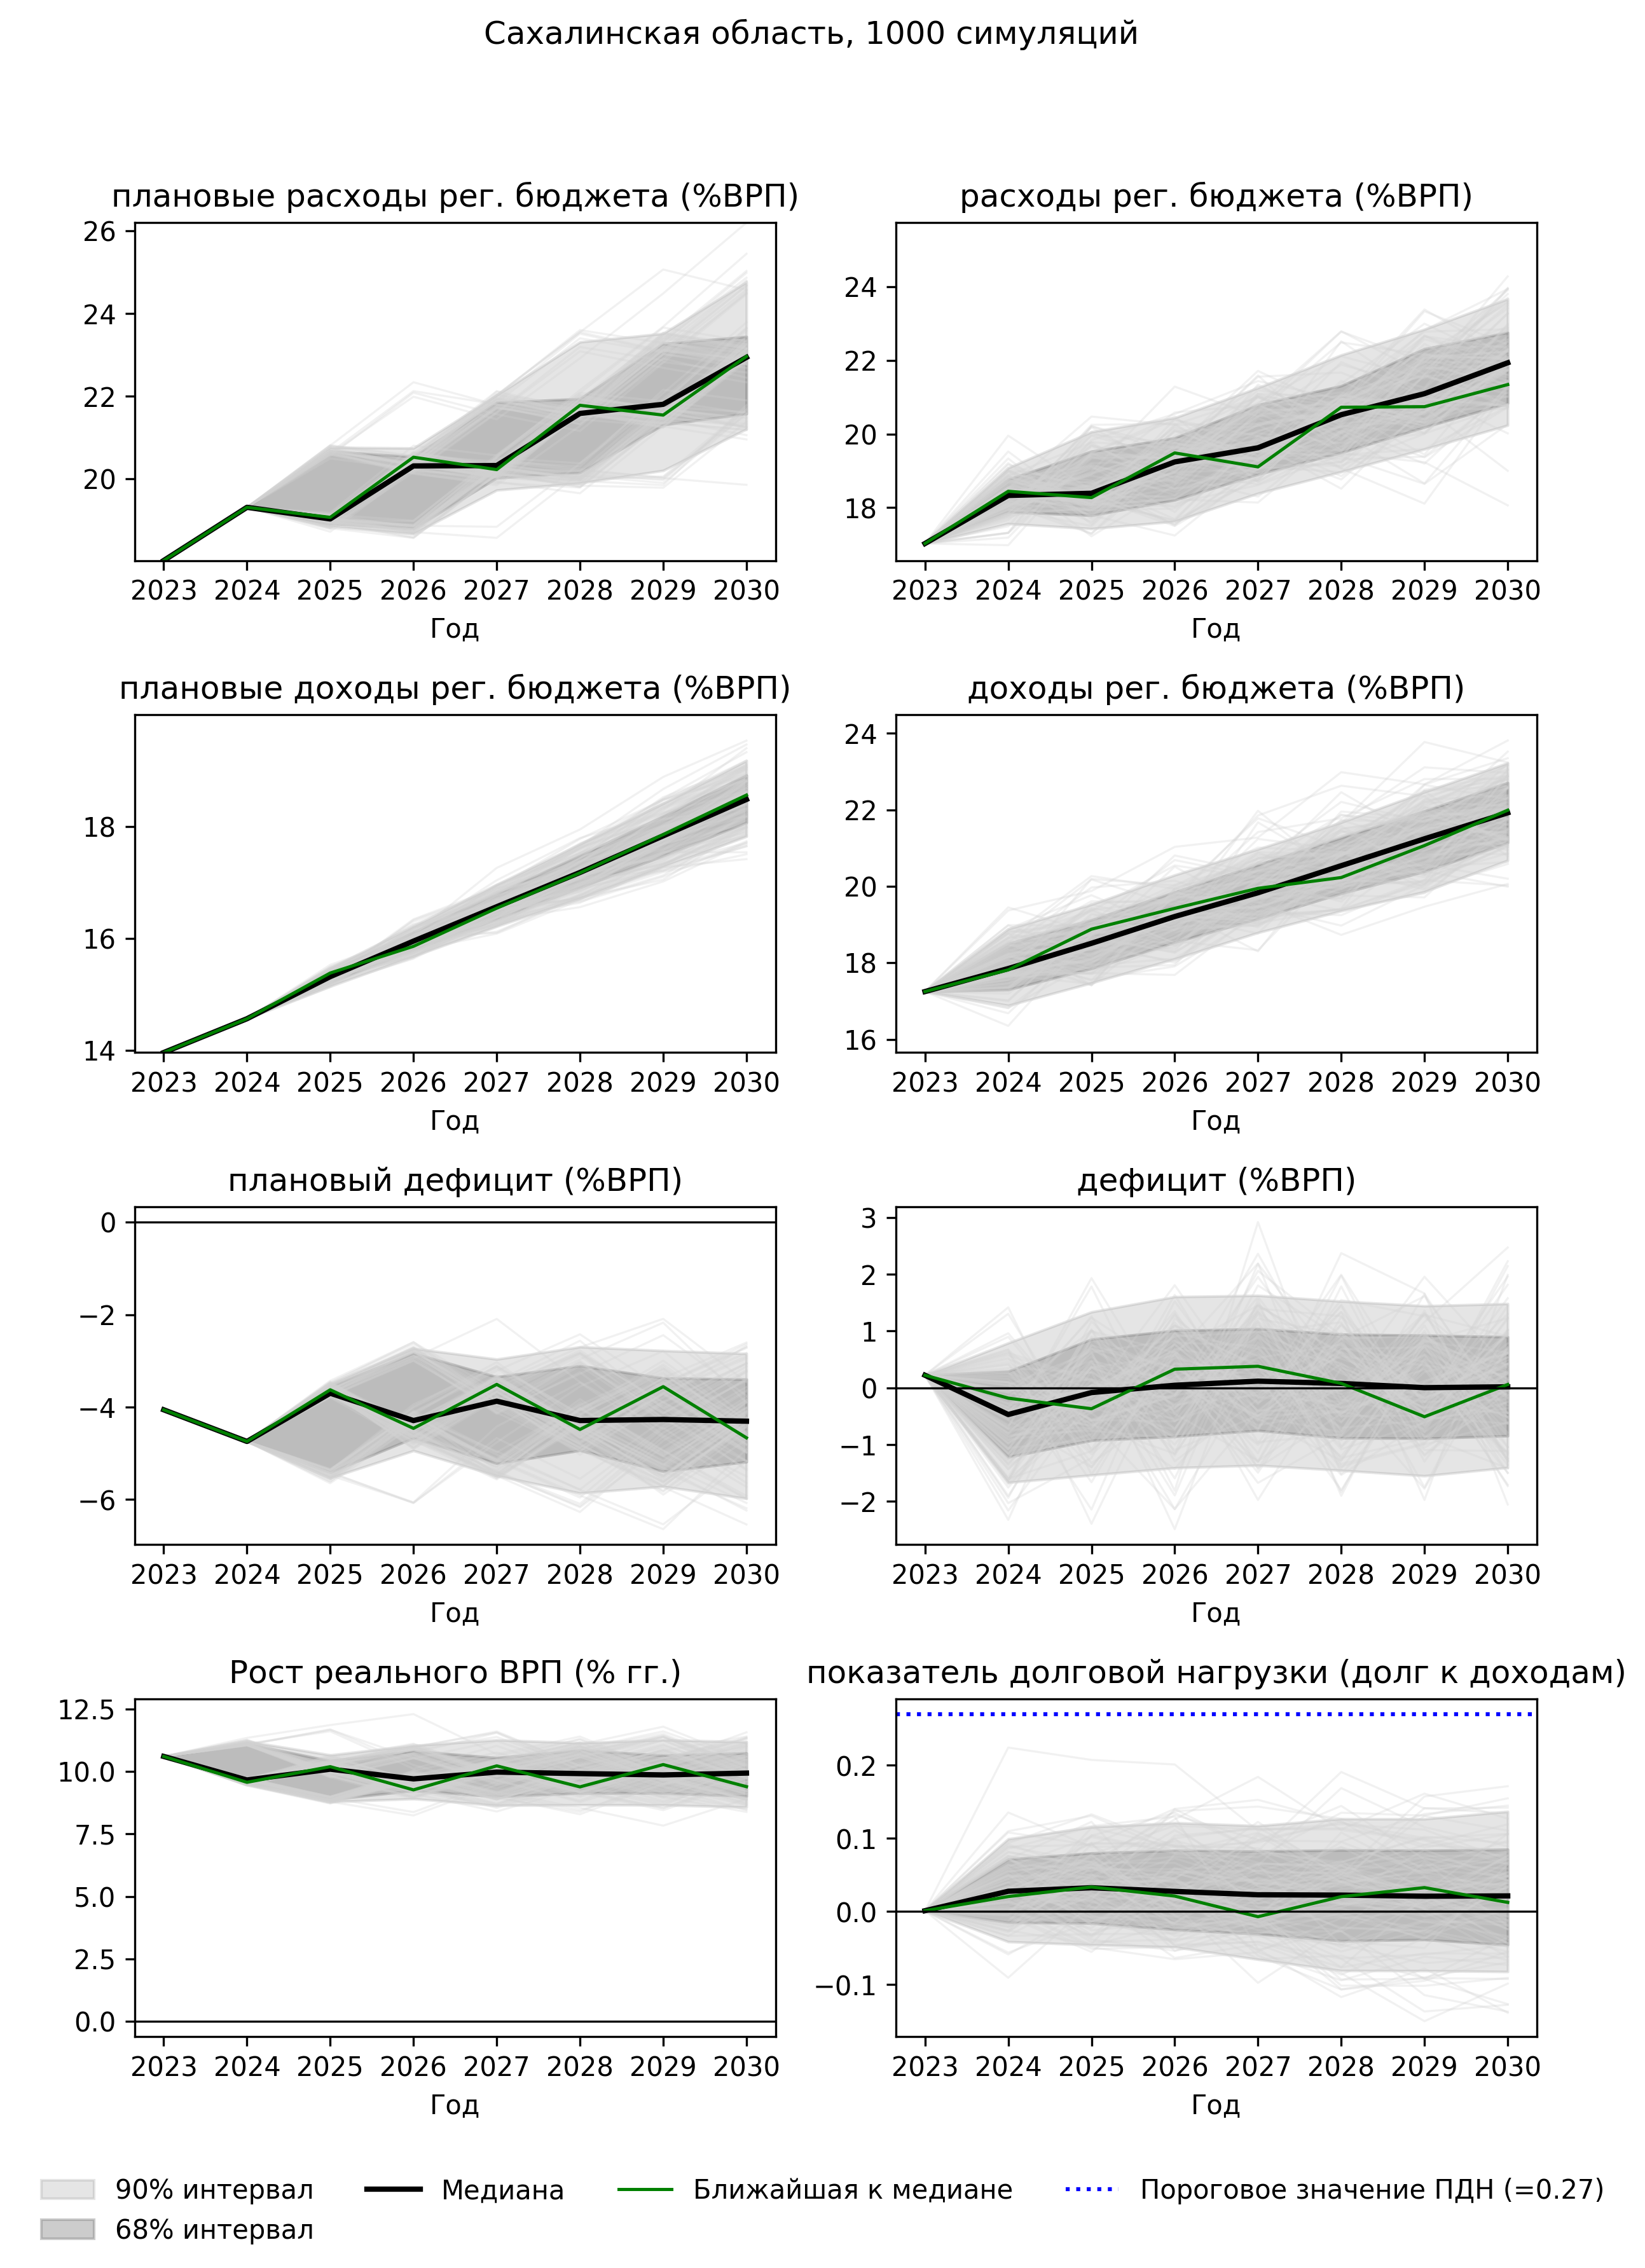 Сахалинская область, 1000 симуляций
плановые расходы рег. бюджета (%ВРП)
26
24
22
20
2023 2024 2025 2026 2027 2028 2029 2030
Год
расходы рег. бюджета (%ВРП)
24
22
20
18
2023 2024 2025 2026 2027 2028 2029 2030
Год
плановые доходы рег. бюджета (%ВРП)
18
16
14
2023 2024 2025 2026 2027 2028 2029 2030
Год
доходы рег. бюджета (%ВРП)
24
22
20
18
16
2023 2024 2025 2026 2027 2028 2029 2030
Год
плановый дефицит (%ВРП)
0
−2
−4
−6
2023 2024 2025 2026 2027 2028 2029 2030
Год
дефицит (%ВРП)
3
2
1
0
−1
−2
2023 2024 2025 2026 2027 2028 2029 2030
Год
Рост реального ВРП (% гг.)
12.5
10.0
7.5
5.0
2.5
0.0
2023 2024 2025 2026 2027 2028 2029 2030
Год
показатель долговой нагрузки (долг к доходам)
0.2
0.1
0.0
−0.1
2023 2024 2025 2026 2027 2028 2029 2030
Год
90% интервал
68% интервал
Медиана
Ближайшая к медиане
Пороговое значение ПДН (=0.27)